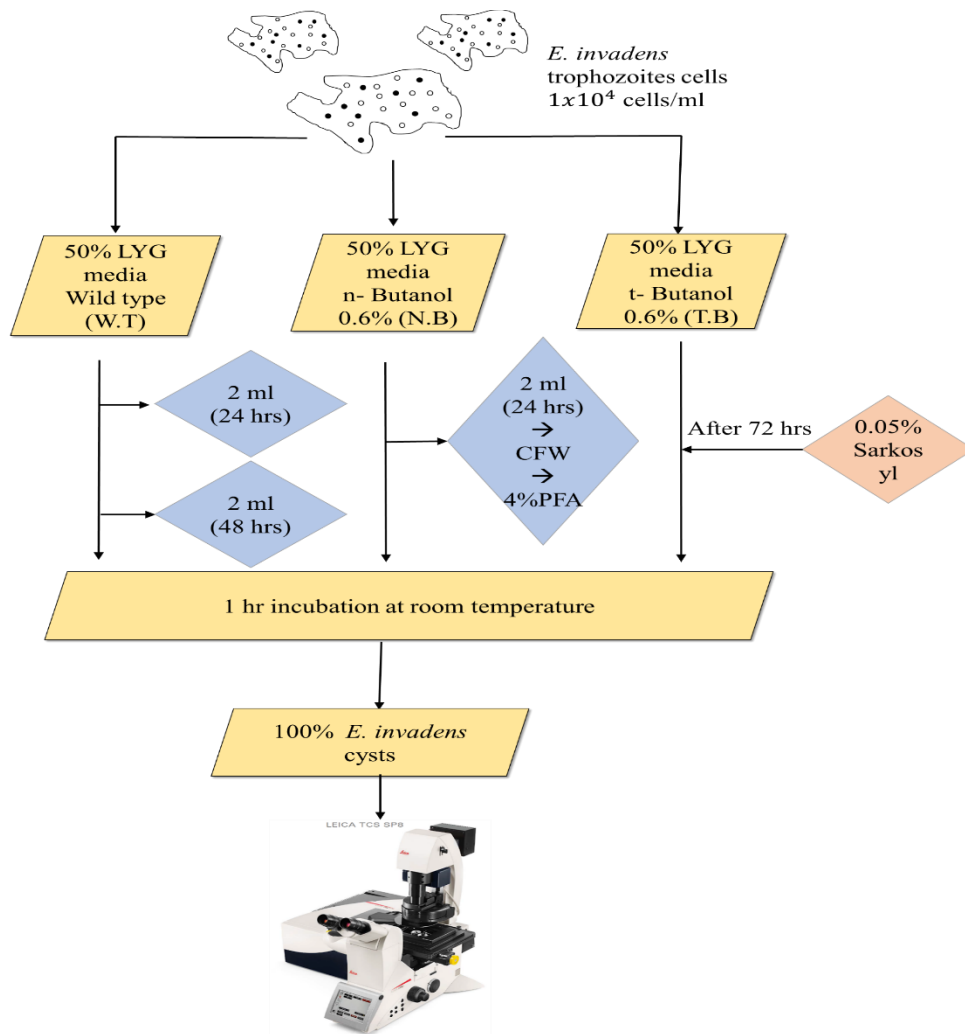 E. invadens
trophozoites cells
1x10⁴ cells/ml
50% LYG
media
Wild type
(W.T)
50% LYG
media
n- Butanol
0.6% (N.B)
50% LYG
media
t- Butanol
0.6% (T.B)
2 ml
(24 hrs)
2 ml
(48 hrs)
2 ml
(24 hrs)
→
CFW
→
4%PFA
After 72 hrs
0.05%
Sarkos
yl
1 hr incubation at room temperature
100% E. invadens
cysts
LEICA TCS SP8